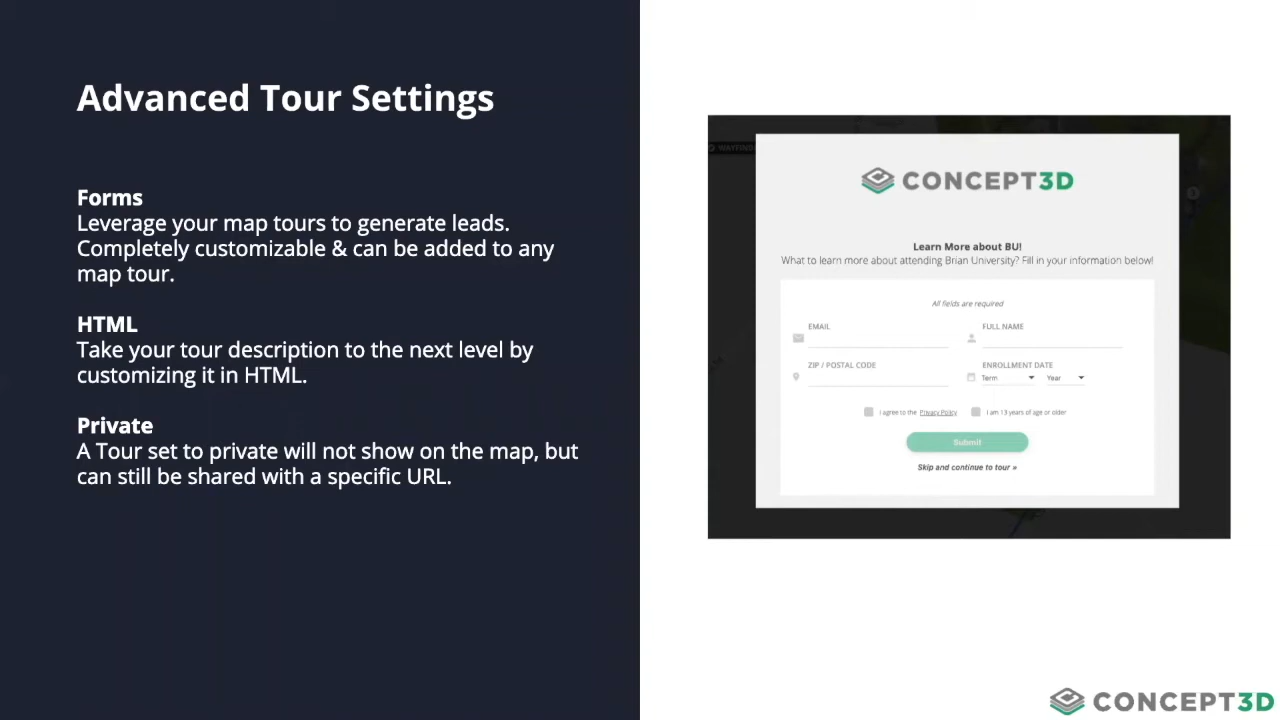 Advanced Tour Settings
Forms
Leverage your map tours to generate leads.
Completely customizable & can be added to any
map tour.
HTML
Take your tour description to the next level by
customizing it in HTML.
Private
A Tour set to private will not show on the map, but
can still be shared with a specific URL.
WAYFIND
CONCEPT3D
Learn More about BU!
What to learn more about attending Brian University? Fill in your information below!
All fields are required
EMAIL
FULL NAME
ZIP / POSTAL CODE
ENROLLMENT DATE
Term Year
I agree to the Privacy Policy
I am 13 years of age or older
Submit
Skip and continue to tour »
CONCEPT3D